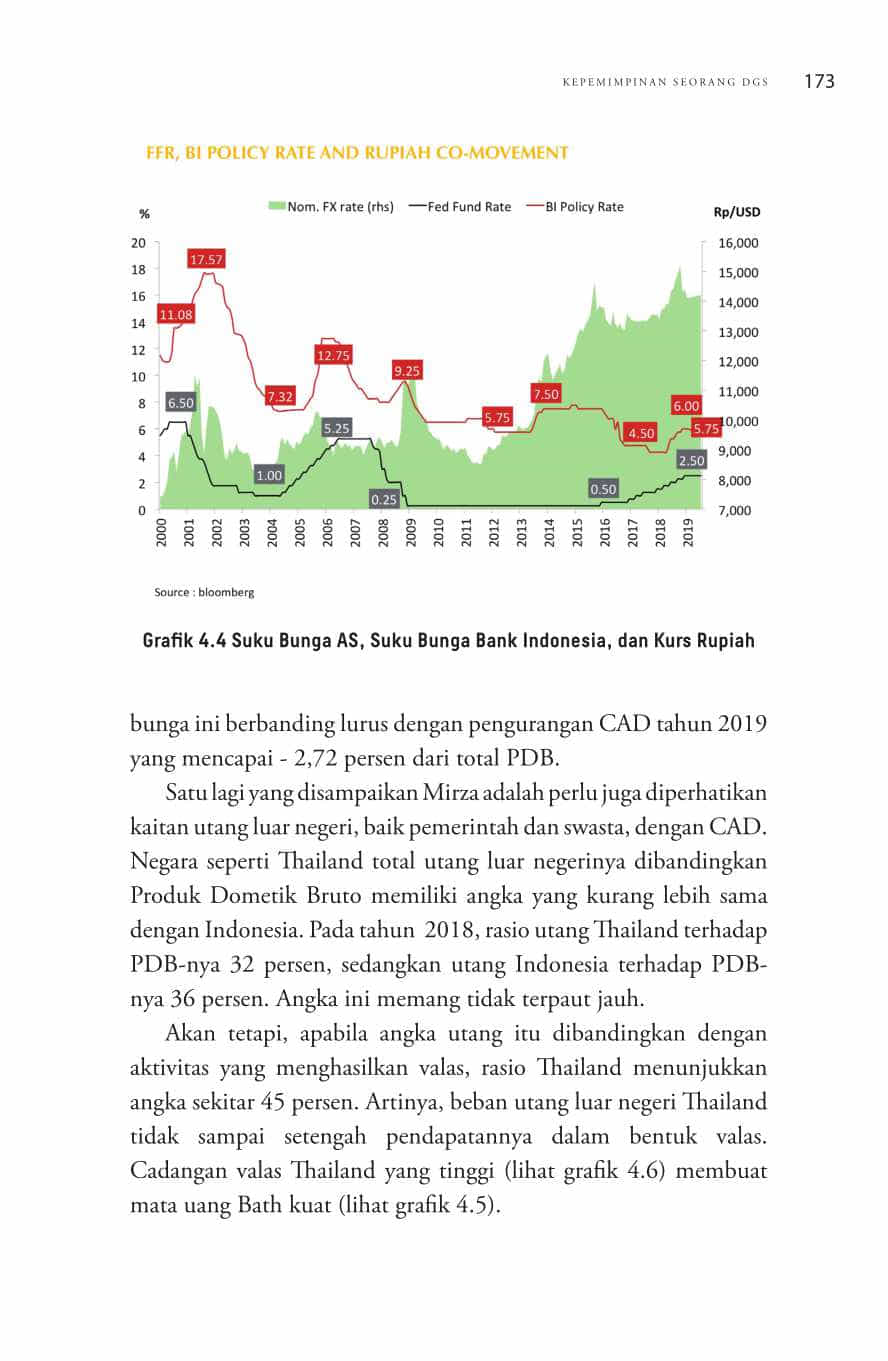 KEPEMIMPINAN SEORANG DGS 173
FFR, BI POLICY RATE AND RUPIAH CO-MOVEMENT
% Nom. FX rate (rhs) Fed Fund Rate BI Policy Rate Rp/USD
20 16,000
18 17.57 15,000
16 11.08 14,000
14 13,000
12 12.75 12,000
10 9.25 11,000
8 6.50 7.32 7.50 6.00 10,000
6 5.25 5.75 4.50 5.75 9,000
4 1.00 2.50
2 0.25 0.50 8,000
0 7,000
2000 2001 2002 2003 2004 2005 2006 2007 2008 2009 2010 2011 2012 2013 2014 2015 2016 2017 2018 2019
Source : bloomberg
Grafik 4.4 Suku Bunga AS, Suku Bunga Bank Indonesia, dan Kurs Rupiah
bunga ini berbanding lurus dengan pengurangan CAD tahun 2019
yang mencapai - 2,72 persen dari total PDB.
Satu lagi yang disampaikan Mirza adalah perlu juga diperhatikan
kaitan utang luar negeri, baik pemerintah dan swasta, dengan CAD.
Negara seperti Thailand total utang luar negerinya dibandingkan
Produk Dometik Bruto memiliki angka yang kurang lebih sama
dengan Indonesia. Pada tahun 2018, rasio utang Thailand terhadap
PDB-nya 32 persen, sedangkan utang Indonesia terhadap PDB-
nya 36 persen. Angka ini memang tidak terpaut jauh.
Akan tetapi, apabila angka utang itu dibandingkan dengan
aktivitas yang menghasilkan valas, rasio Thailand menunjukkan
angka sekitar 45 persen. Artinya, beban utang luar negeri Thailand
tidak sampai setengah pendapatannya dalam bentuk valas.
Cadangan valas Thailand yang tinggi (lihat grafik 4.6) membuat
mata uang Bath kuat (lihat grafik 4.5).